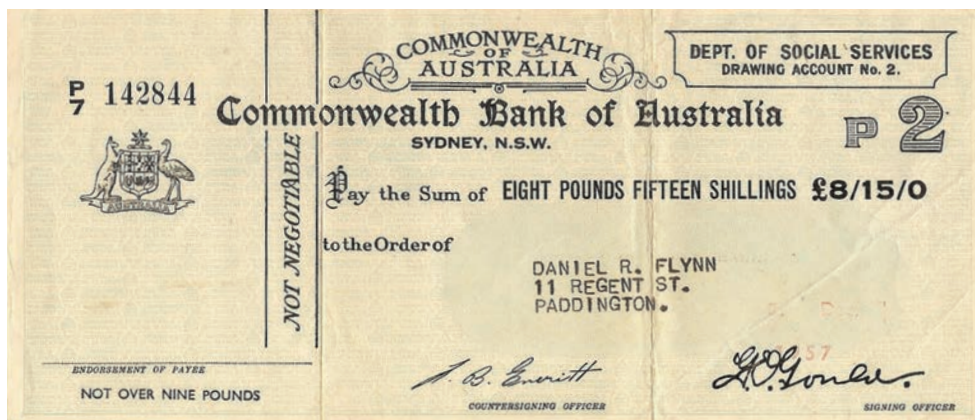 COMMONWEALTH
OF
AUSTRALIA
DEPT. OF SOCIAL SERVICES
DRAWING ACCOUNT No. 2.
P
7 142844
Commonwealth Bank of Australia
SYDNEY, N.S.W.
P 2
AUSTRALIA
NOT NEGOTIABLE
Pay the Sum of EIGHT POUNDS FIFTEEN SHILLINGS £8/15/0
to the Order of
DANIEL R. FLYNN
11 REGENT ST.
PADDINGTON.
ENDORSEMENT OF PAYEE
NOT OVER NINE POUNDS
COUNTERSIGNING OFFICER
SIGNING OFFICER